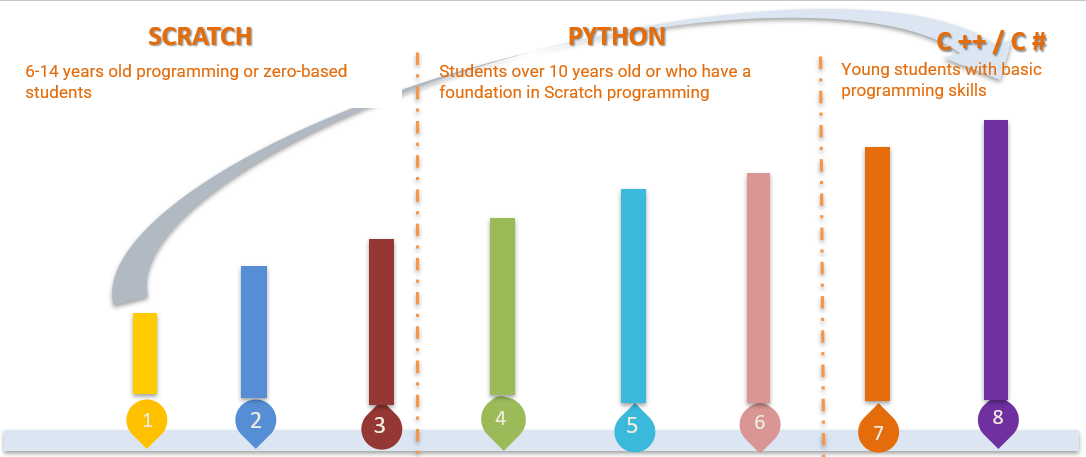 SCRATCH
6-14 years old programming or zero-based
students
PYTHON
Students over 10 years old or who have a
foundation in Scratch programming
C ++ / C #
Young students with basic
programming skills
1
2
3
4
5
6
7
8